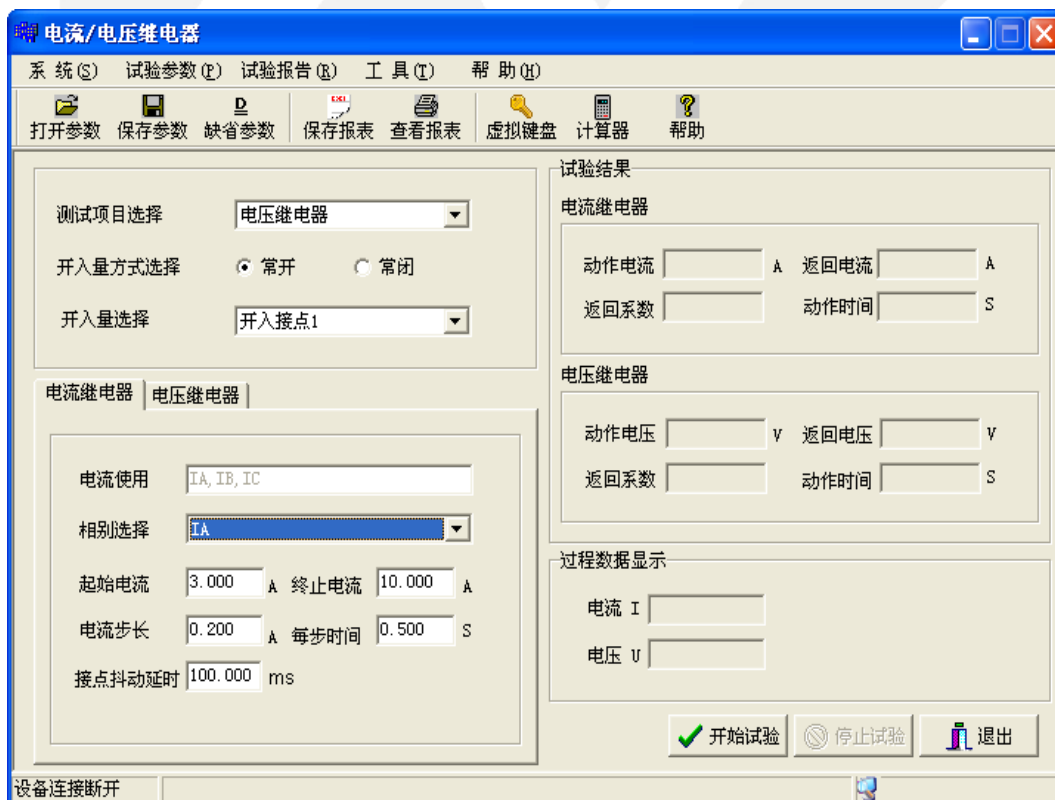 电流/电压继电器
系 统(S) 试验参数(P) 试验报告(R) 工 具(T) 帮 助(H)
打开参数 保存参数 缺省参数 保存报表 查看报表 虚拟键盘 计算器 帮助
测试项目选择 电压继电器
开入量方式选择 常开 常闭
开入量选择 开入接点1
电流继电器 电压继电器
电流使用 IA,IB,IC
相别选择 IA
起始电流 3.000 A 终止电流 10.000 A
电流步长 0.200 A 每步时间 0.500 S
接点抖动延时 100.000 ms
试验结果
电流继电器
动作电流 A 返回电流 A
返回系数 动作时间 S
电压继电器
动作电压 V 返回电压 V
返回系数 动作时间 S
过程数据显示
电流 I
电压 U
开始试验 停止试验 退出
设备连接断开